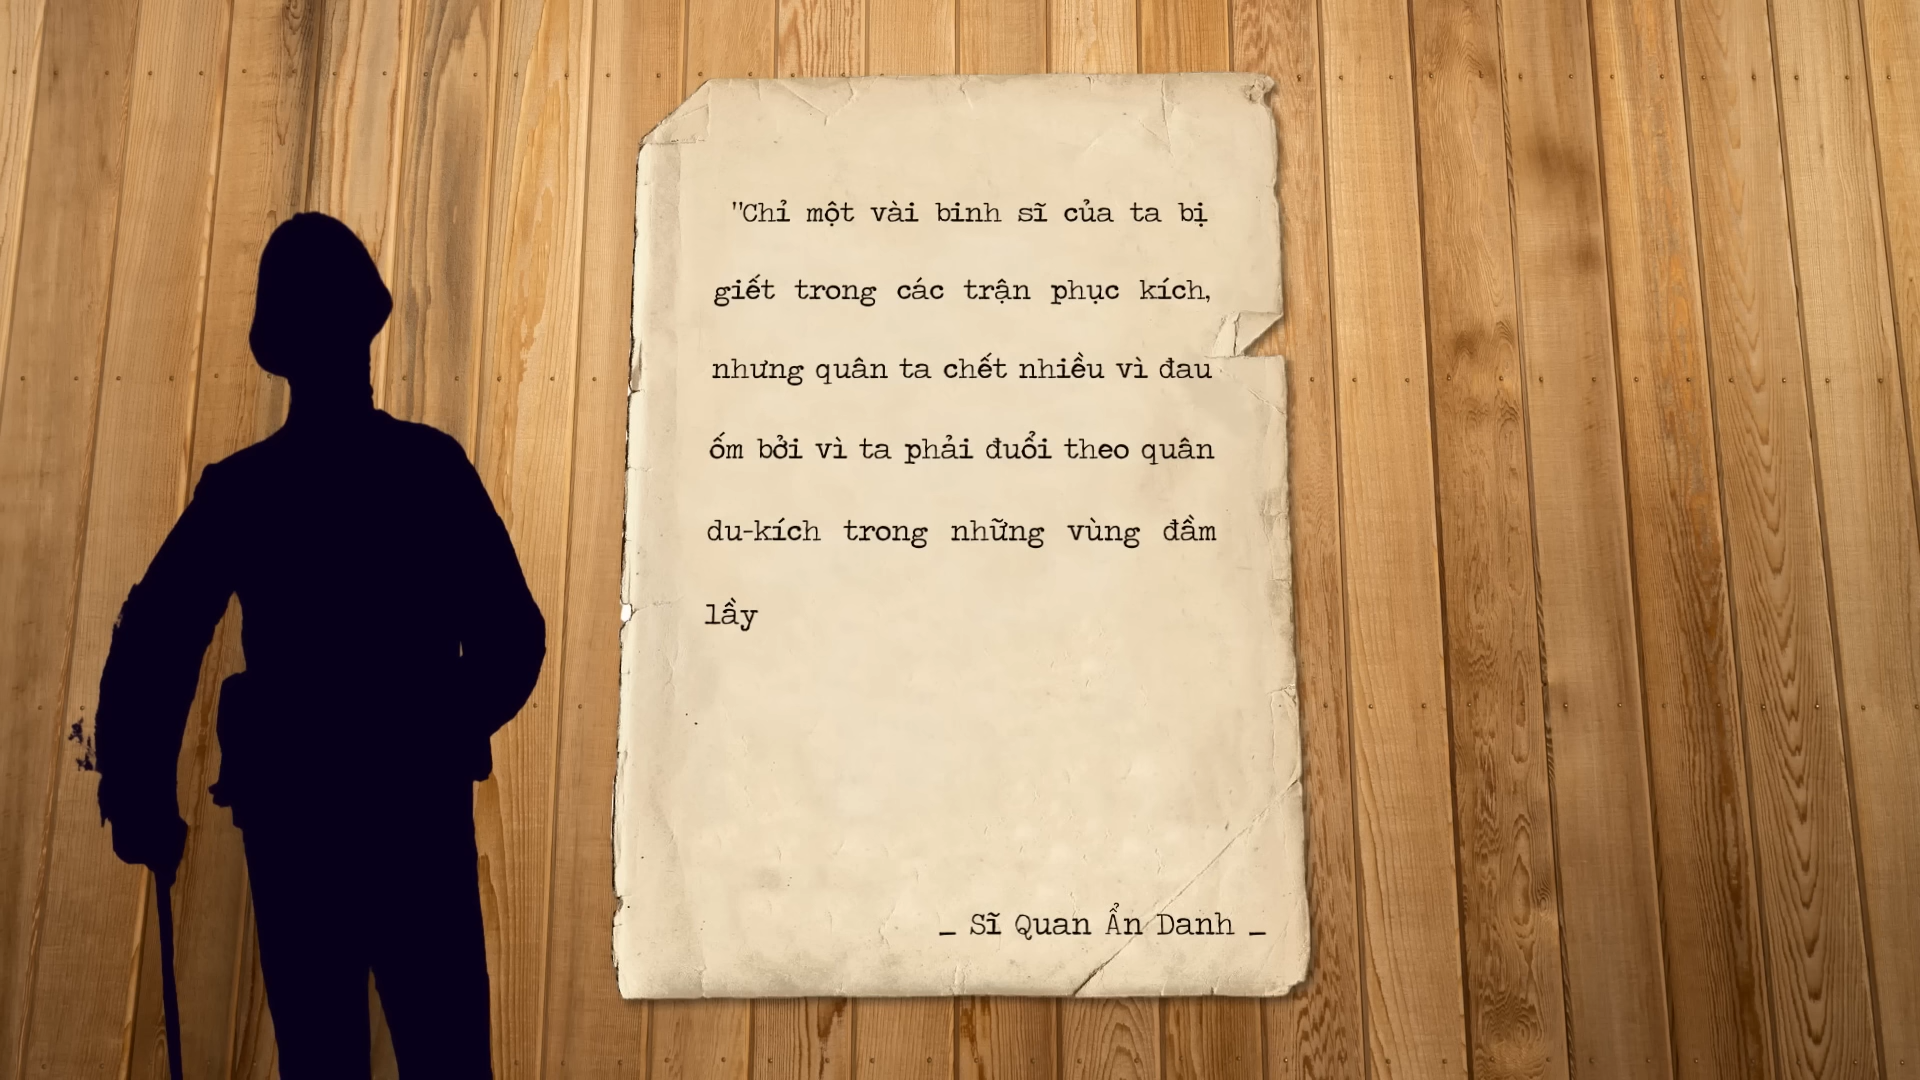 "Chỉ một vài binh sĩ của ta bị
giết trong các trận phục kích,
nhưng quân ta chết nhiều vì đau
ốm bởi vì ta phải đuổi theo quân
du-kích trong những vùng đầm
lầy
_ Sĩ Quan Ẩn Danh _